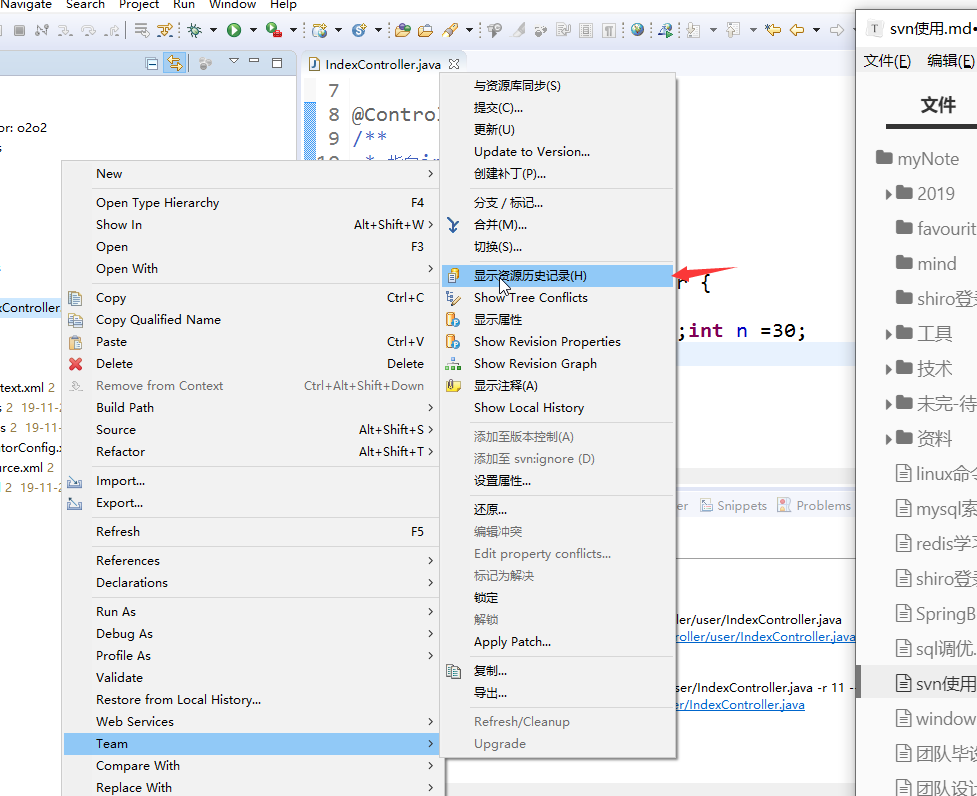 Navigate Search Project Run Window Help
IndexController.java
7
8 @Control
9 /**
or: o2o2
New
Open Type Hierarchy F4
Show In Alt+Shift+W
Open F3
Open With
Copy Ctrl+C
Copy Qualified Name
Paste Ctrl+V
Delete Delete
Remove from Context Ctrl+Alt+Shift+Down
Build Path
Source Alt+Shift+S
Refactor Alt+Shift+T
Import...
Export...
Refresh F5
References
Declarations
Run As
Debug As
Profile As
Validate
Restore from Local History...
Web Services
Team
Compare With
Replace With
xController.
text.xml 2
s 2 19-11-2
s 2 19-11-
torConfig.x
urce.xml 2
2 19-11-2
与资源库同步(S)
提交(C)...
更新(U)
Update to Version...
创建补丁(P)...
分支 / 标记...
合并(M)...
切换(S)...
显示资源历史记录(H)
Show Tree Conflicts
显示属性
Show Revision Properties
Show Revision Graph
显示注释(A)
Show Local History
添加至版本控制(A)
添加至 svn:ignore (D)
设置属性...
还原...
编辑冲突
Edit property conflicts...
标记为解决
锁定
解锁
Apply Patch...
复制...
导出...
Refresh/Cleanup
Upgrade
r {
;int n =30;
er Snippets Problems
ller/user/IndexController.java
roller/user/IndexController.java
ser/IndexController.java -r 11 --
er/IndexController.java
T svn使用.md•
文件(F) 编辑(E)
文件
myNote
2019
favourit
mind
shiro登录
工具
技术
未完-待
资料
linux命令
mysql索
redis学习
shiro登录
SpringB
sql调优.
svn使用
window
团队毕设
团队设计